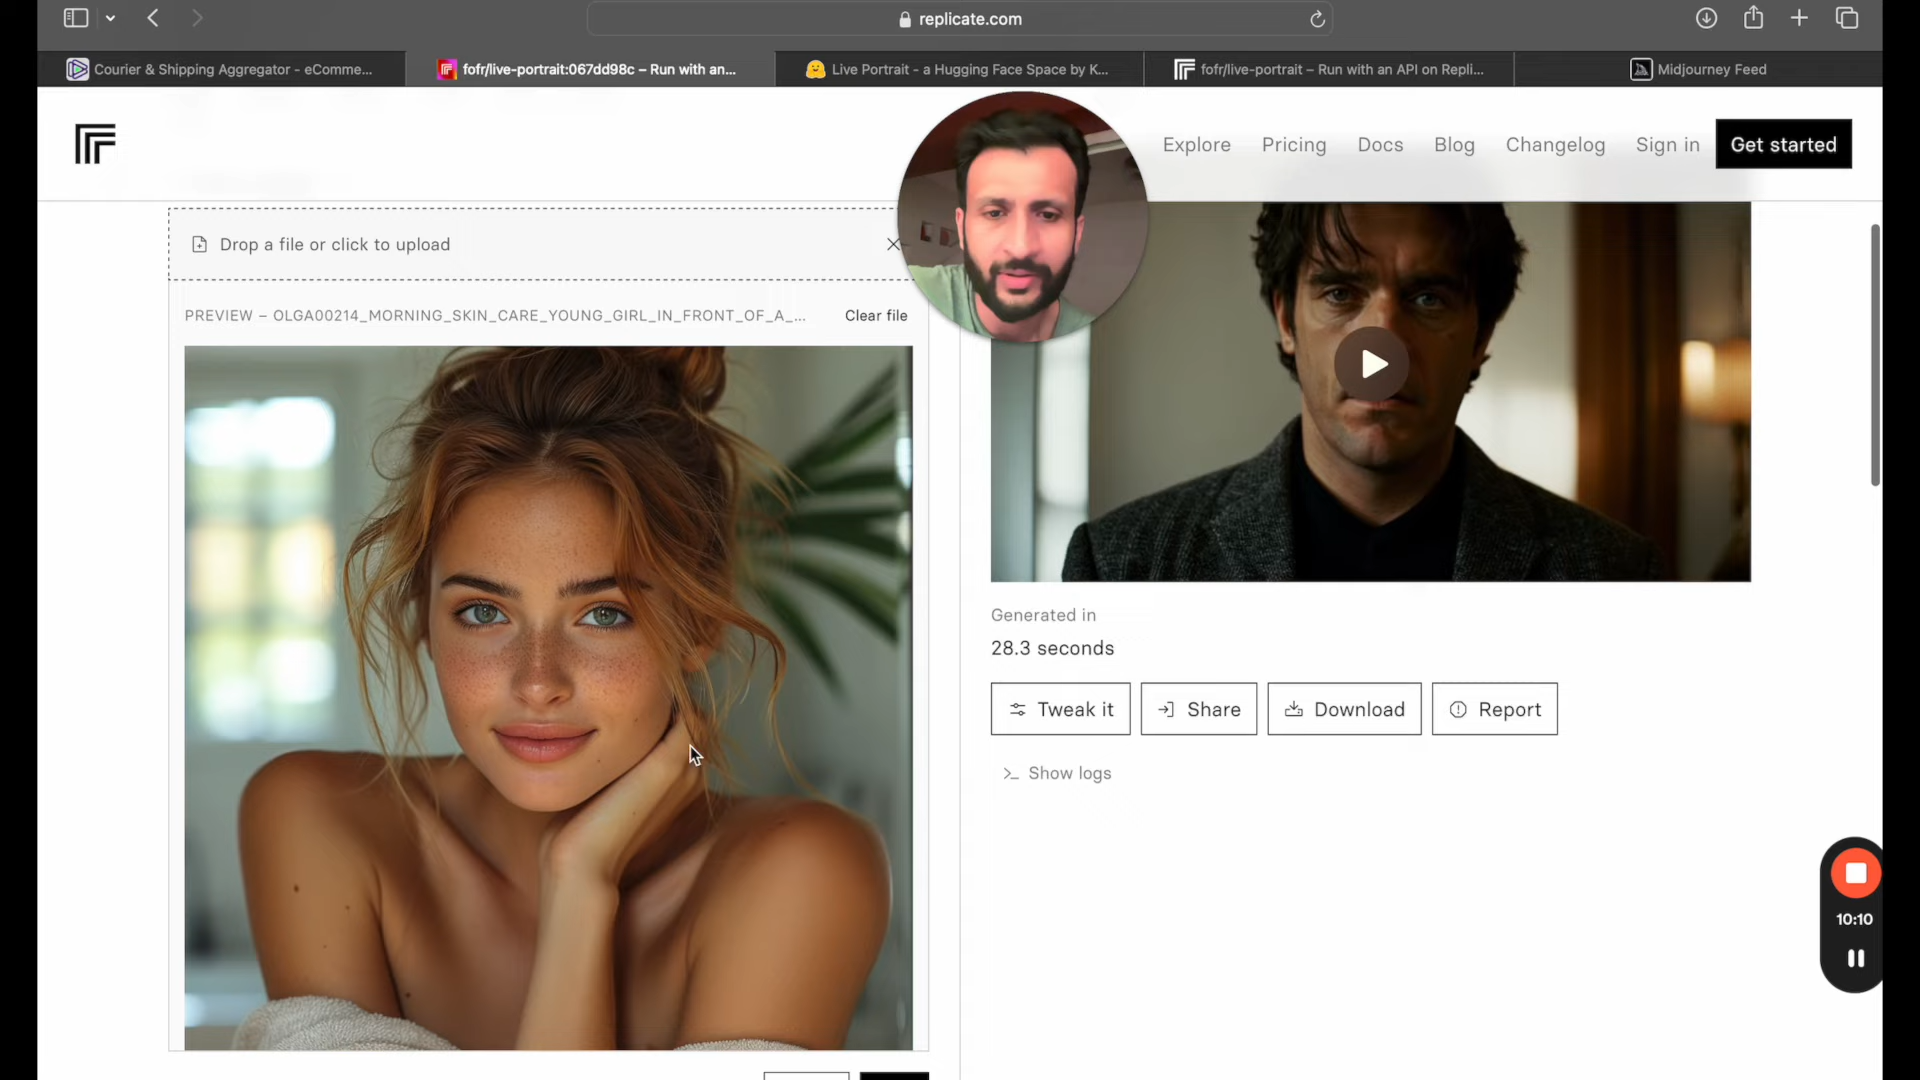 replicate.com
Courier & Shipping Aggregator - eComme...
fofr/live-portrait:067dd98c – Run with an...
Live Portrait - a Hugging Face Space by K...
fofr/live-portrait – Run with an API on Repli...
Midjourney Feed
Explore
Pricing
Docs
Blog
Changelog
Sign in
Get started
Drop a file or click to upload
PREVIEW – OLGA00214_MORNING_SKIN_CARE_YOUNG_GIRL_IN_FRONT_OF_A_...
Clear file
Generated in
28.3 seconds
Tweak it
Share
Download
Report
Show logs
10:10